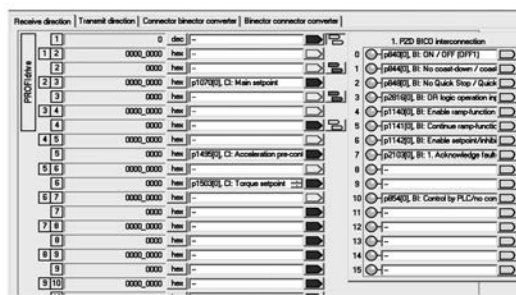 Receive direction | Transmit direction | Connector binector converter | Binector connector converter
PROFIdrive
1 0 dec -
1 2 0000_0000 hex -
2 0000 hex -
2 3 0000_0000 hex p1070[0], CI: Main setpoint
3 0000 hex -
3 4 0000_0000 hex -
4 0000 hex -
4 5 0000_0000 hex -
5 0000 hex p1495[0], CI: Acceleration pre-cont
5 6 0000_0000 hex -
6 0000 hex p1503[0], CI: Torque setpoint
6 7 0000_0000 hex -
7 0000 hex -
7 8 0000_0000 hex -
8 0000 hex -
8 9 0000_0000 hex -
9 0000 hex -
9 10 0000_0000 hex -
1. PZD BICO interconnection
0 p840[0], BI: ON / OFF (OFF1)
1 p844[0], BI: No coast-down / coast
2 p848[0], BI: No Quick Stop / Quick
3 p2816[0], BI: OR logic operation inp
4 p1140[0], BI: Enable ramp-function
5 p1141[0], BI: Continue ramp-functic
6 p1142[0], BI: Enable setpoint/inhibi
7 p2103[0], BI: 1. Acknowledge fault
8 -
9 -
10 p854[0], BI: Control by PLC/no con
11 -
12 -
13 -
14 -
15 -